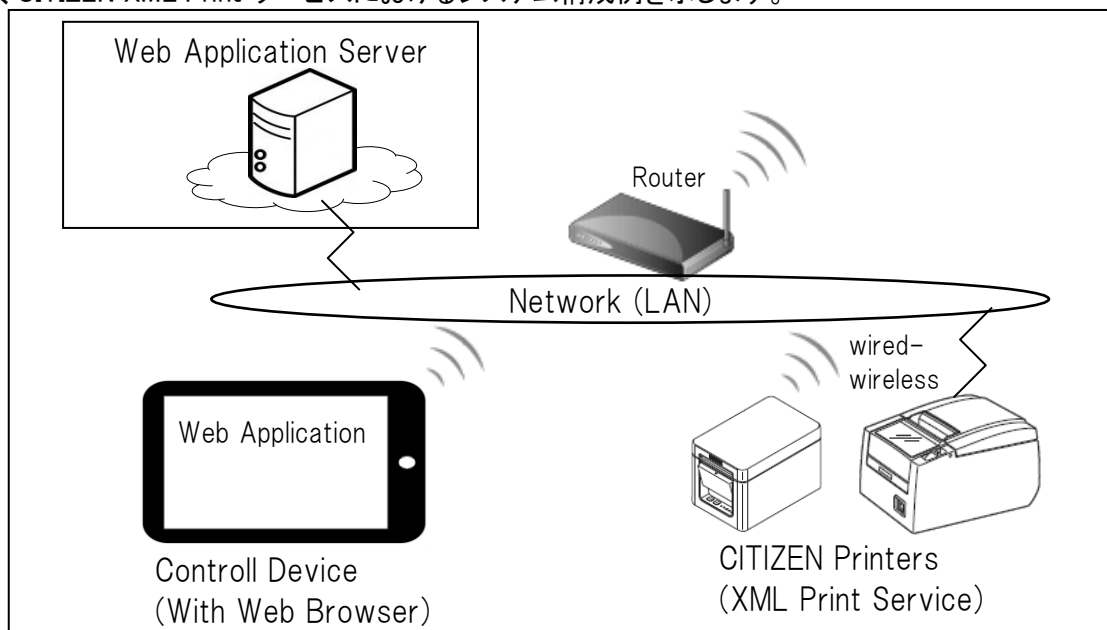 CITIZEN XML Print サービスにおけるシステム構成例を示します。
Web Application Server
Router
Network (LAN)
wired-
wireless
Web Application
Controll Device
(With Web Browser)
CITIZEN Printers
(XML Print Service)